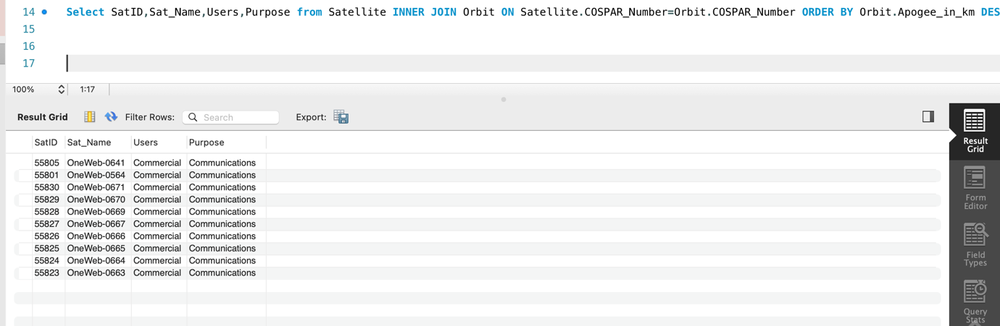 14 Select SatID,Sat_Name,Users,Purpose from Satellite INNER JOIN Orbit ON Satellite.COSPAR_Number=Orbit.COSPAR_Number ORDER BY Orbit.Apogee_in_km DES
15
16
17
100% 1:17
Result Grid Filter Rows: Search Export:
SatID Sat_Name Users Purpose
55805 OneWeb-0641 Commercial Communications
55801 OneWeb-0564 Commercial Communications
55830 OneWeb-0671 Commercial Communications
55829 OneWeb-0670 Commercial Communications
55828 OneWeb-0669 Commercial Communications
55827 OneWeb-0667 Commercial Communications
55826 OneWeb-0666 Commercial Communications
55825 OneWeb-0665 Commercial Communications
55824 OneWeb-0664 Commercial Communications
55823 OneWeb-0663 Commercial Communications
Result
Grid
Form
Editor
Field
Types
Query
Stats